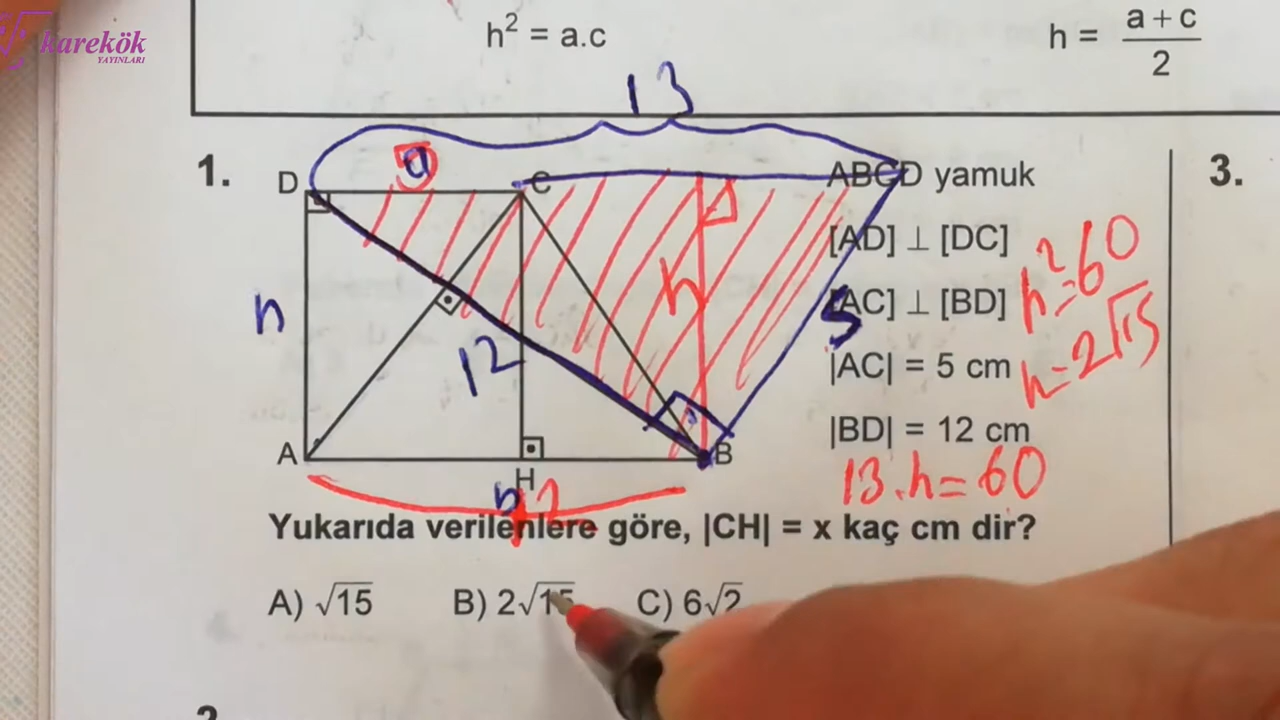 karekök
YAYINLARI
h² = a.c
h = a + c / 2
13
1.
D
a
C
ABCD yamuk
3.
[AD] ⊥ [DC]
h² = 60
[AC] ⊥ [BD]
h
h
5
12
h = 2√15
|AC| = 5 cm
|BD| = 12 cm
A
B
H
13.h = 60
Yukarıda verilenlere göre, |CH| = x kaç cm dir?
A) √15 B) 2√15 C) 6√2